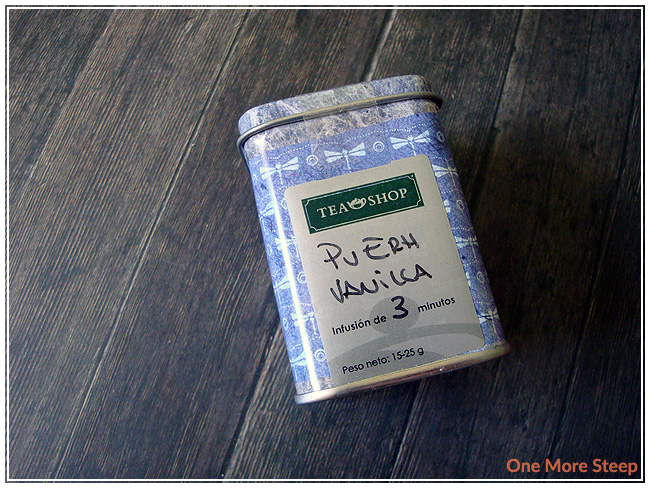 TEA SHOP
PUERH
VANILLA
Infusión de 3 minutos
Peso neto: 15-25 g
One More Steep